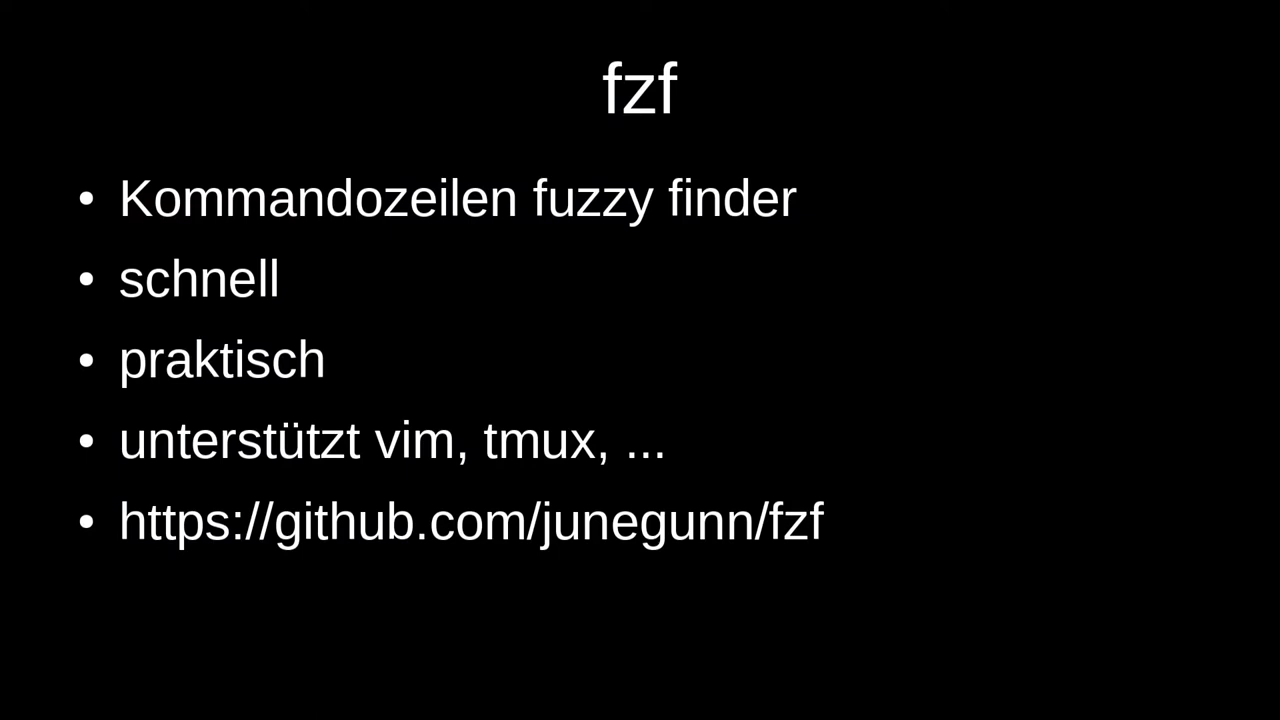 fzf
• Kommandozeilen fuzzy finder
• schnell
• praktisch
• unterstützt vim, tmux, ...
• https://github.com/junegunn/fzf